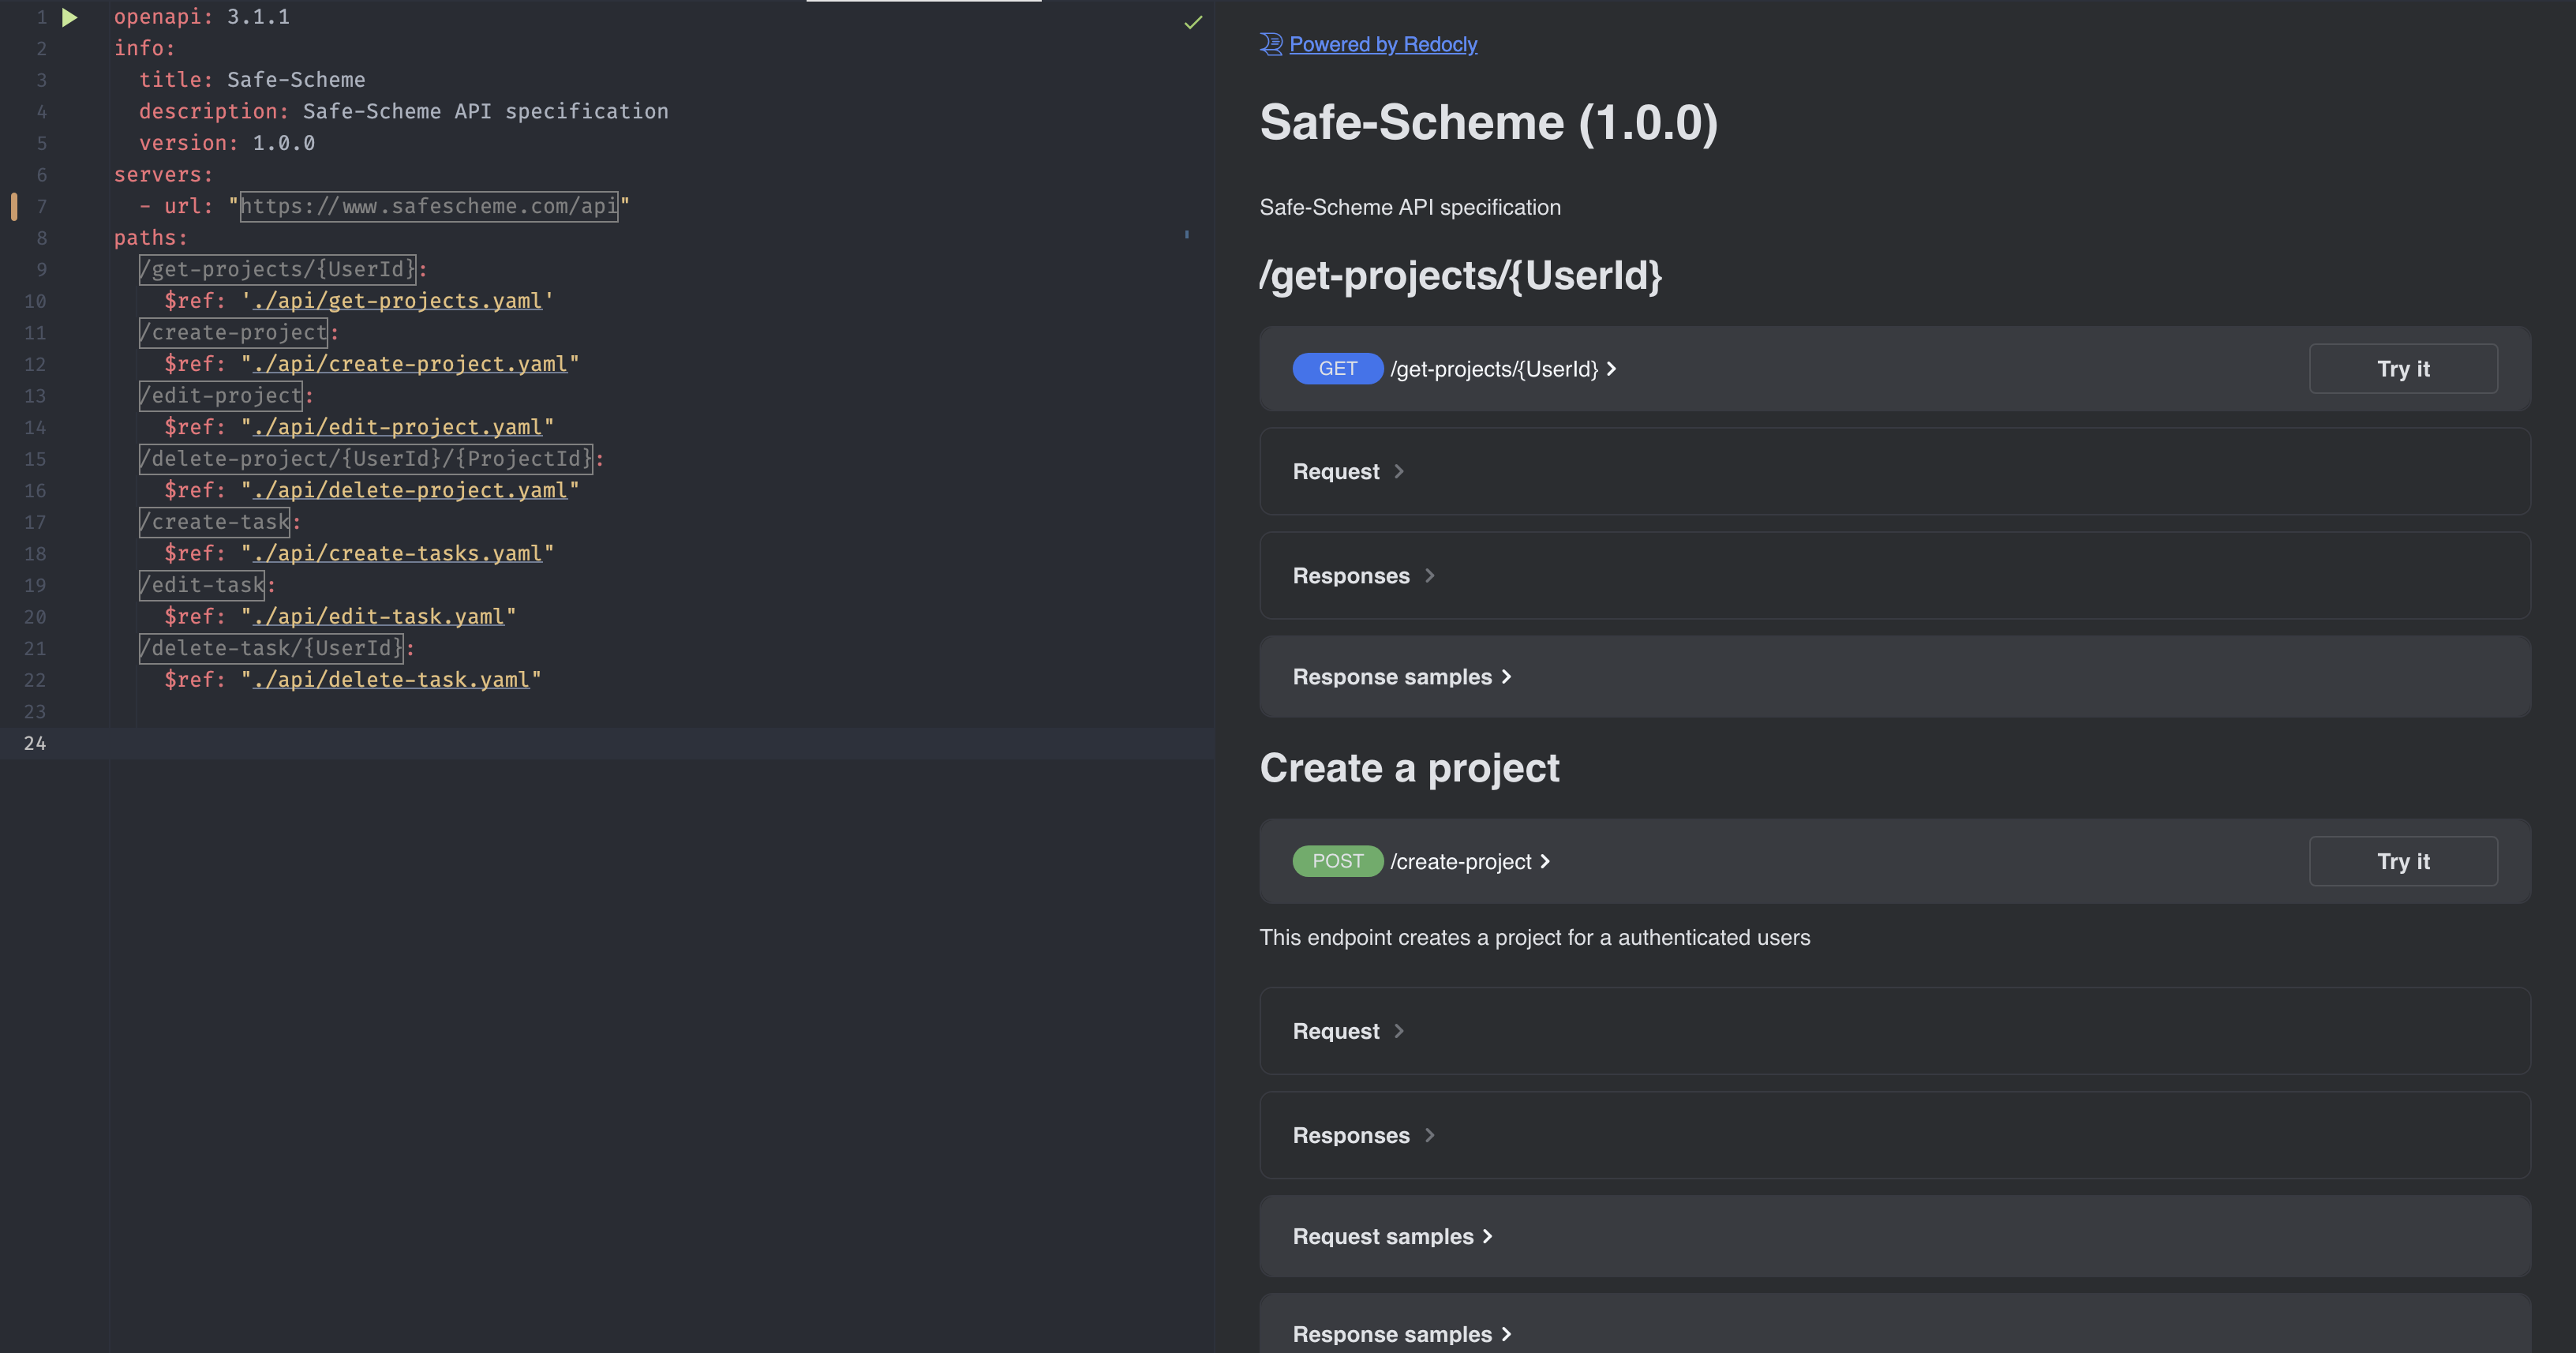 1 openapi: 3.1.1
2 info:
3 title: Safe-Scheme
4 description: Safe-Scheme API specification
5 version: 1.0.0
6 servers:
7 - url: "https://www.safescheme.com/api"
8 paths:
9 /get-projects/{UserId}:
10 $ref: './api/get-projects.yaml'
11 /create-project:
12 $ref: "./api/create-project.yaml"
13 /edit-project:
14 $ref: "./api/edit-project.yaml"
15 /delete-project/{UserId}/{ProjectId}:
16 $ref: "./api/delete-project.yaml"
17 /create-task:
18 $ref: "./api/create-tasks.yaml"
19 /edit-task:
20 $ref: "./api/edit-task.yaml"
21 /delete-task/{UserId}:
22 $ref: "./api/delete-task.yaml"
23
24
Powered by Redocly
Safe-Scheme (1.0.0)
Safe-Scheme API specification
/get-projects/{UserId}
GET /get-projects/{UserId} Try it
Request
Responses
Response samples
Create a project
POST /create-project Try it
This endpoint creates a project for a authenticated users
Request
Responses
Request samples
Response samples